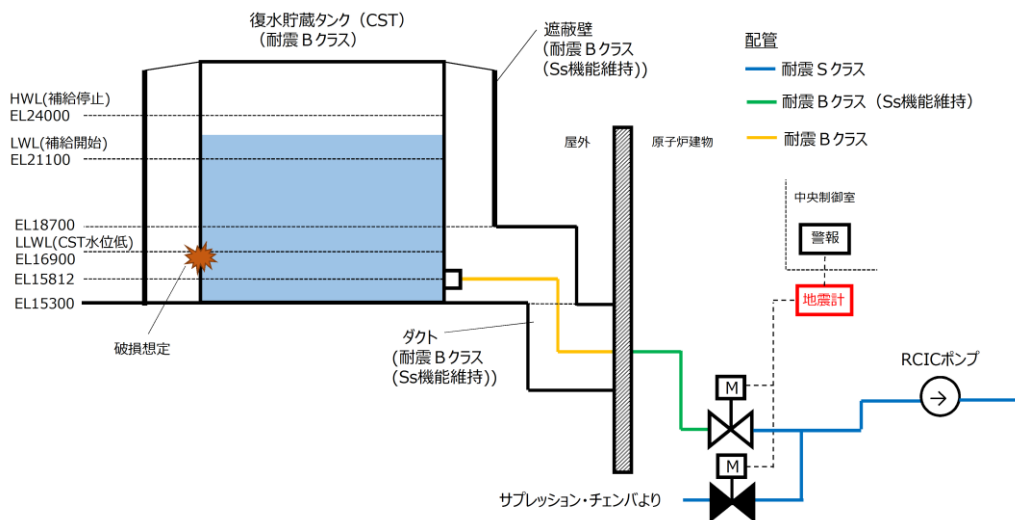 復水貯蔵タンク（CST）
（耐震Ｂクラス）
遮蔽壁
（耐震Ｂクラス
（Ss機能維持））
配管
耐震Ｓクラス
耐震Ｂクラス（Ss機能維持）
耐震Ｂクラス
HWL(補給停止)
EL24000
LWL(補給開始)
EL21100
EL18700
LLWL(CST水位低)
EL16900
EL15812
EL15300
破損想定
ダクト
（耐震Ｂクラス
（Ss機能維持））
屋外
原子炉建物
中央制御室
警報
地震計
RCICポンプ
M
M
サプレッション・チェンバより